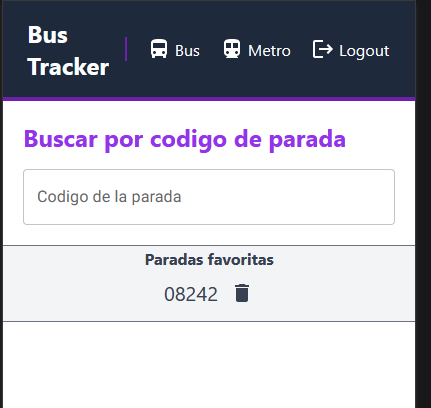 Bus
Tracker
Bus
Metro
Logout
Buscar por codigo de parada
Codigo de la parada
Paradas favoritas
08242